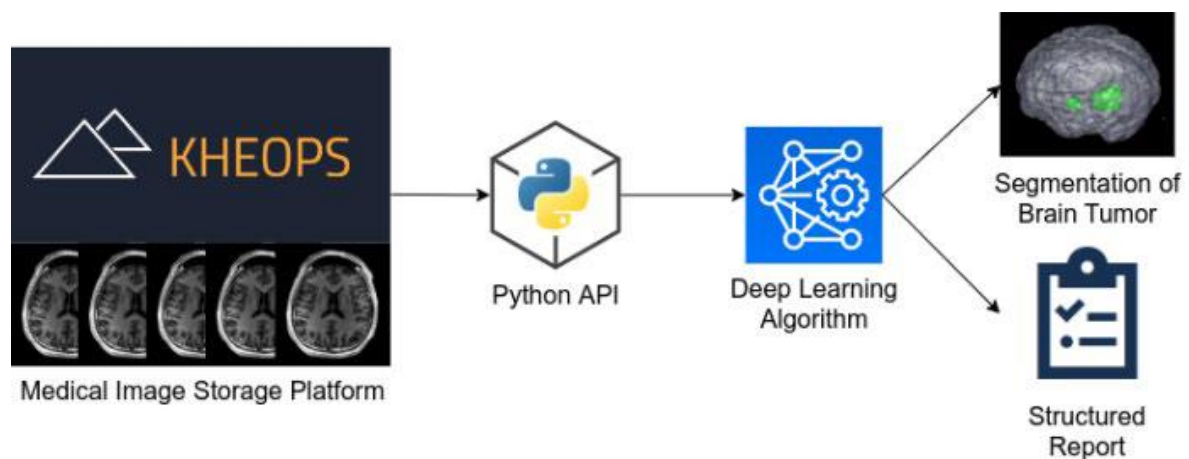 KHEOPS
Medical Image Storage Platform
Python API
Deep Learning
Algorithm
Segmentation of
Brain Tumor
Structured
Report